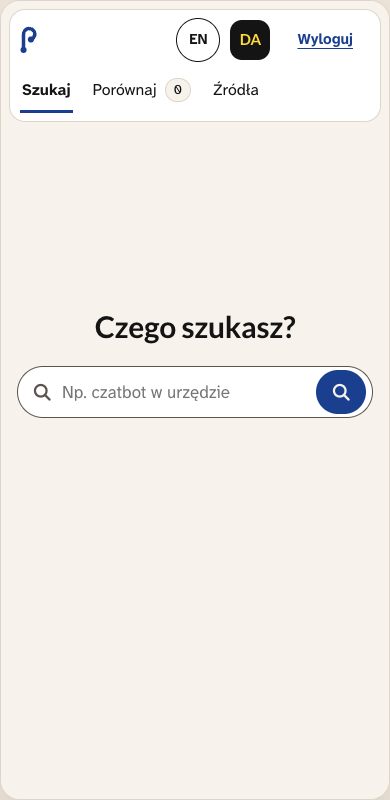 EN
DA
Wyloguj
Szukaj
Porównaj
0
Źródła
Czego szukasz?
Np. czatbot w urzędzie